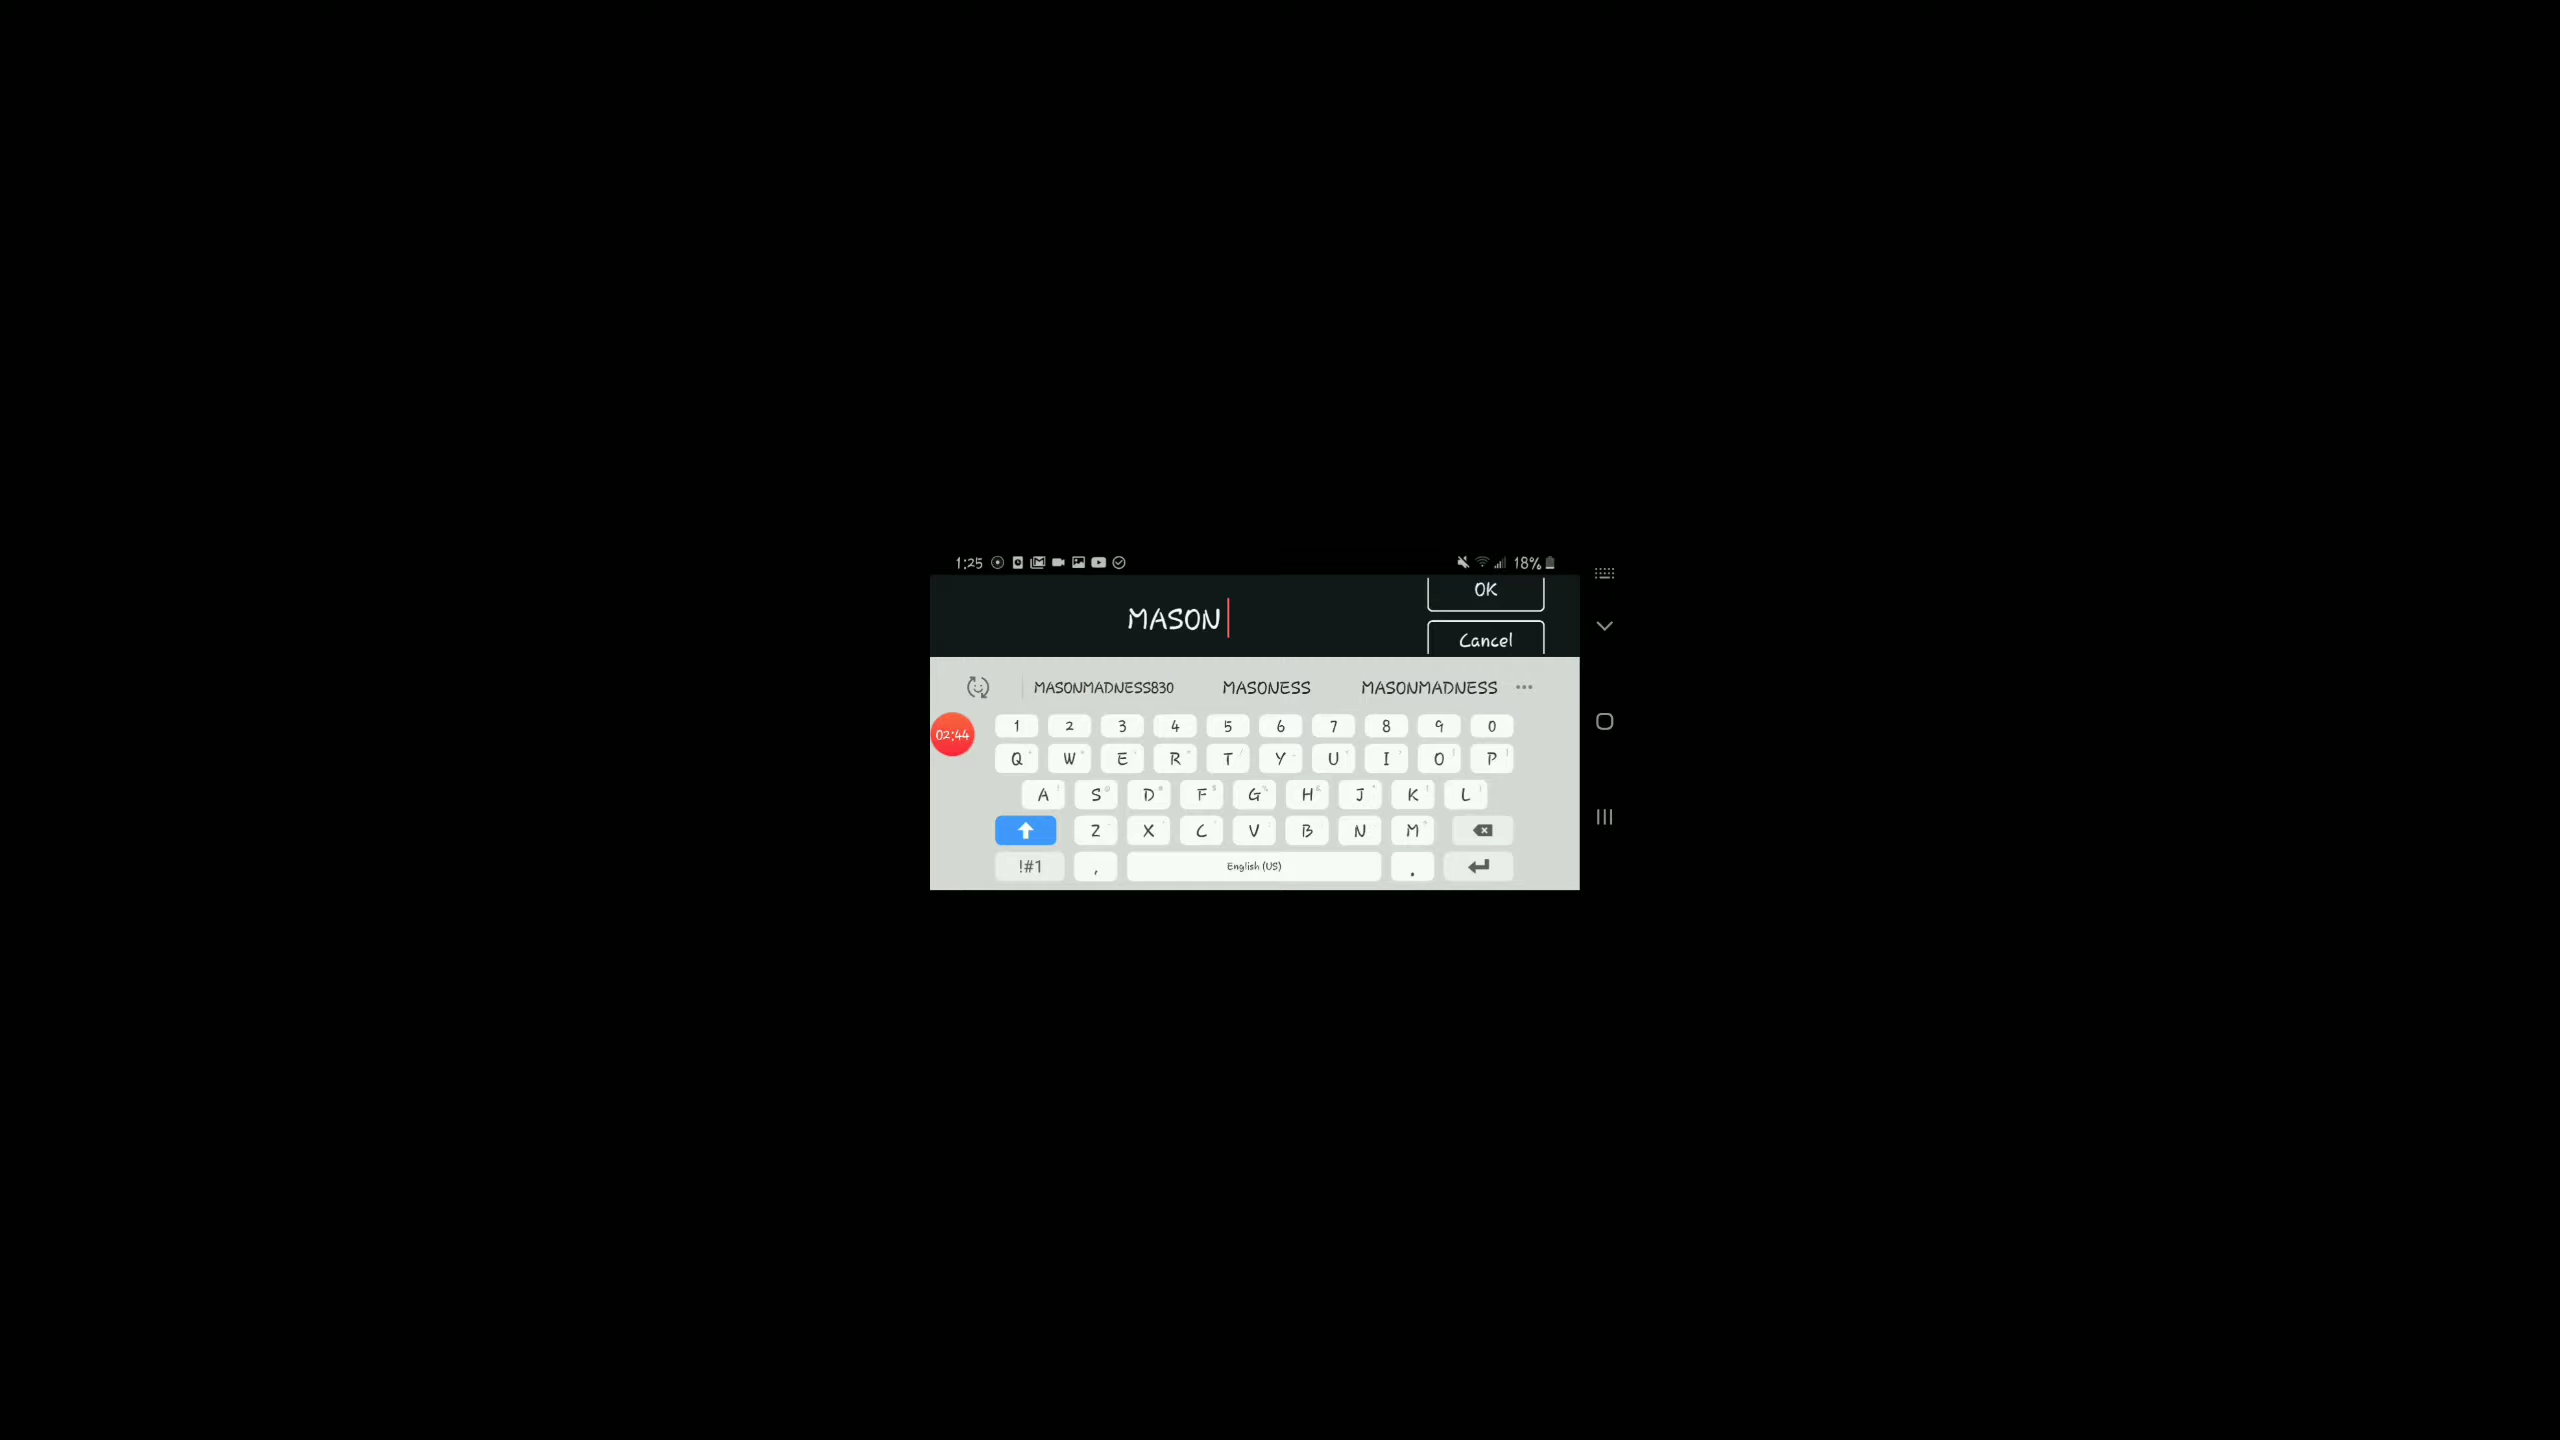 1:25 18%
OK
MASON
Cancel
MASONMADNESS830 MASONESS MASONMADNESS ...
02:44
1 2 3 4 5 6 7 8 9 0
Q W E R T Y U I O P
A S D F G H J K L
Z X C V B N M
!#1 , English (US) .